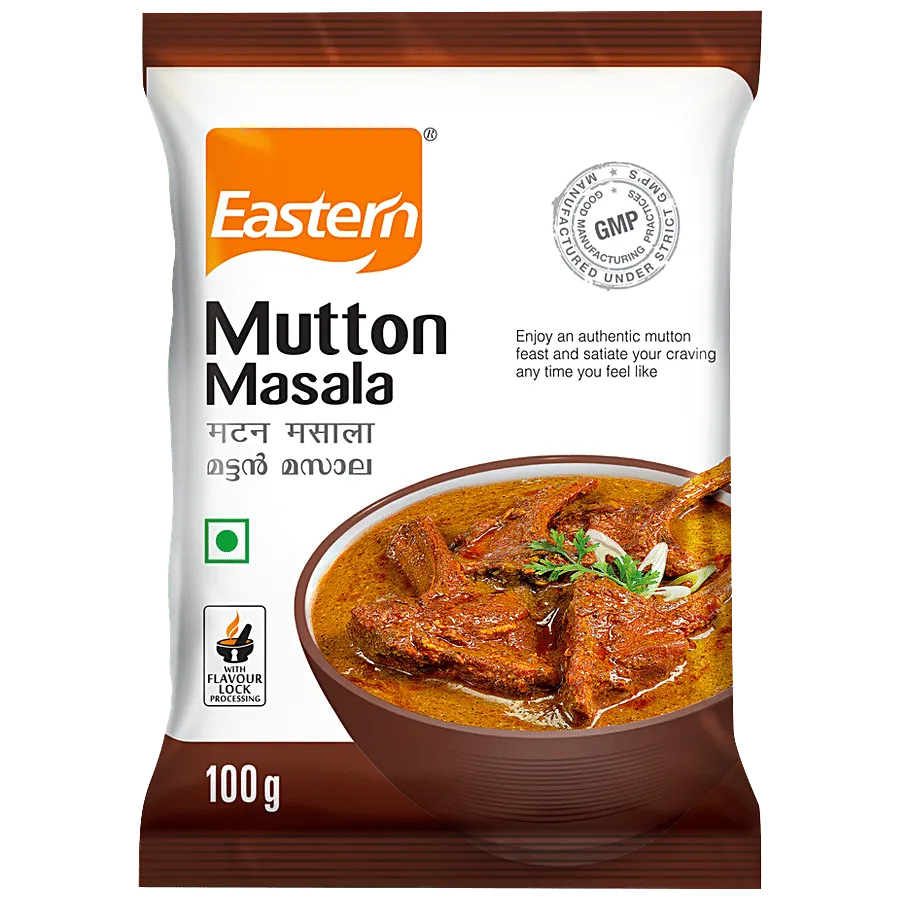 Eastern
®
MANUFACTURED UNDER STRICT GMP'S
GOOD MANUFACTURING PRACTICES
GMP
Mutton
Masala
मटन मसाला
മട്ടൻ മസാല
Enjoy an authentic mutton
feast and satiate your craving
any time you feel like
WITH
FLAVOUR
LOCK
PROCESSING
100 g